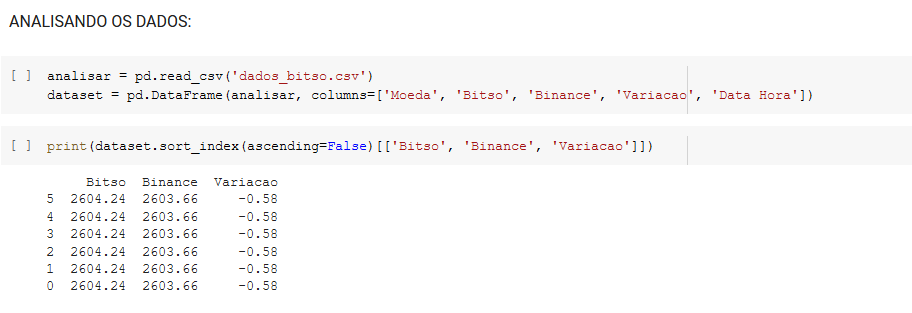 ANALISANDO OS DADOS:
[ ] analisar = pd.read_csv('dados_bitso.csv')
dataset = pd.DataFrame(analisar, columns=['Moeda', 'Bitso', 'Binance', 'Variacao', 'Data Hora'])
[ ] print(dataset.sort_index(ascending=False)[['Bitso', 'Binance', 'Variacao']])
Bitso Binance Variacao
5 2604.24 2603.66 -0.58
4 2604.24 2603.66 -0.58
3 2604.24 2603.66 -0.58
2 2604.24 2603.66 -0.58
1 2604.24 2603.66 -0.58
0 2604.24 2603.66 -0.58